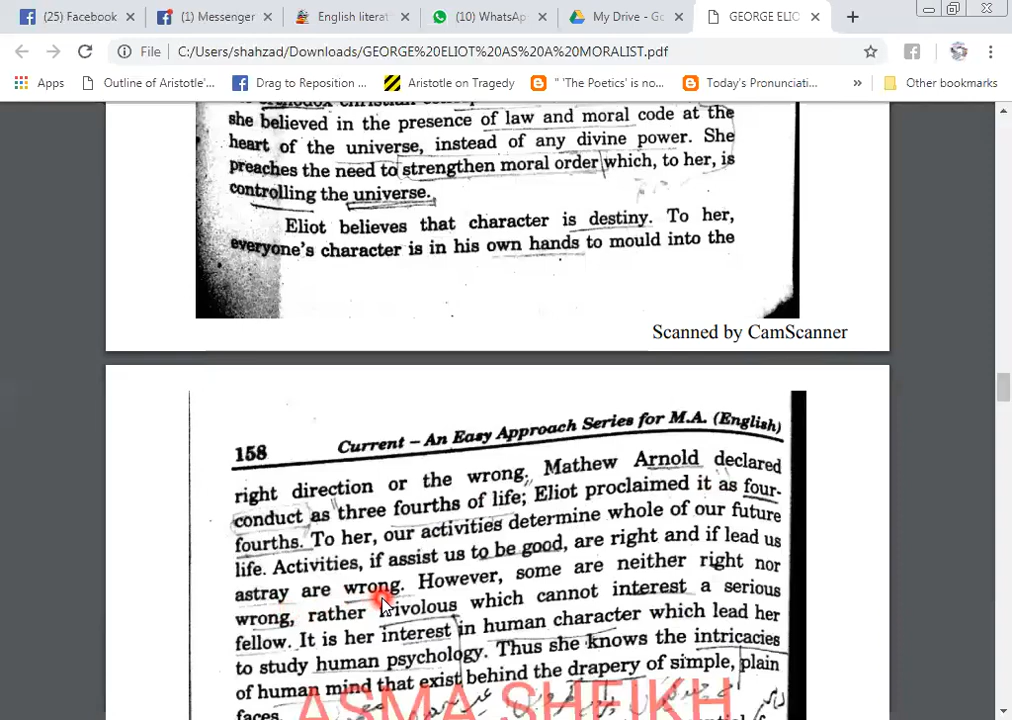 (25) Facebook
(1) Messenger
English literat
(10) WhatsAp
My Drive - Go
GEORGE ELIO
File C:/Users/shahzad/Downloads/GEORGE%20ELIOT%20AS%20A%20MORALIST.pdf
Apps Outline of Aristotle'... Drag to Reposition ... Aristotle on Tragedy " 'The Poetics' is no... Today's Pronunciati... » Other bookmarks
she believed in the presence of law and moral code at the
heart of the universe, instead of any divine power. She
preaches the need to strengthen moral order which, to her, is
controlling the universe.
Eliot believes that character is destiny. To her,
everyone's character is in his own hands to mould into the
Scanned by CamScanner
158 Current – An Easy Approach Series for M.A. (English)
right direction or the wrong. Mathew Arnold declared
conduct as three fourths of life; Eliot proclaimed it as four-
fourths. To her, our activities determine whole of our future
life. Activities, if assist us to be good, are right and if lead us
astray are wrong. However, some are neither right nor
wrong, rather frivolous which cannot interest a serious
fellow. It is her interest in human character which lead her
to study human psychology. Thus she knows the intricacies
of human mind that exist behind the drapery of simple, plain
faces.
ASMA SHEIKH